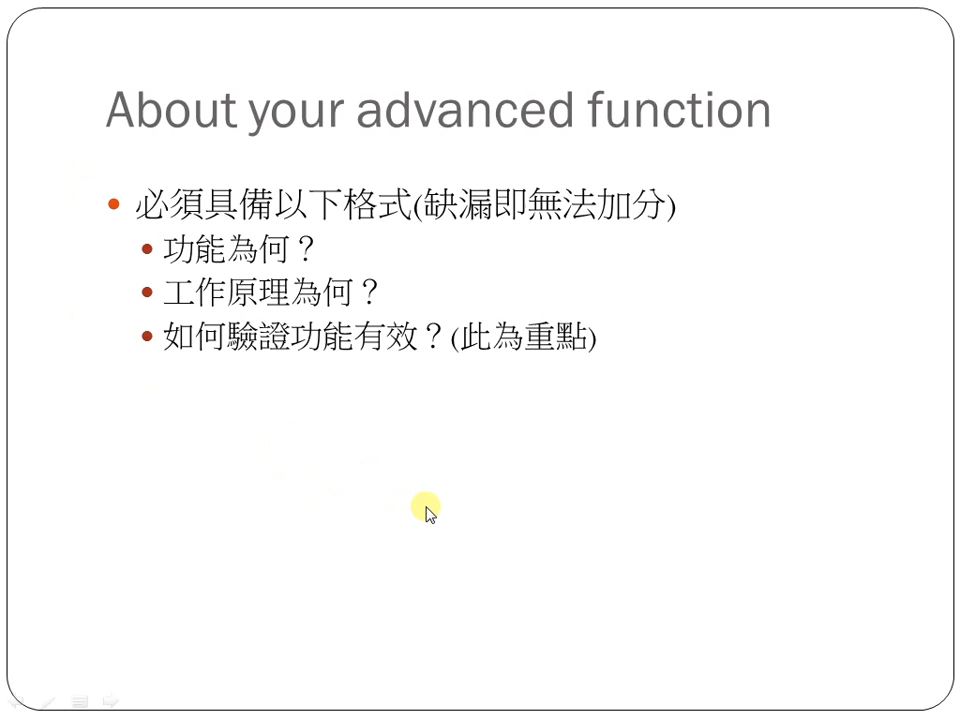 About your advanced function
• 必須具備以下格式(缺漏即無法加分)
• 功能為何？
• 工作原理為何？
• 如何驗證功能有效？(此為重點)